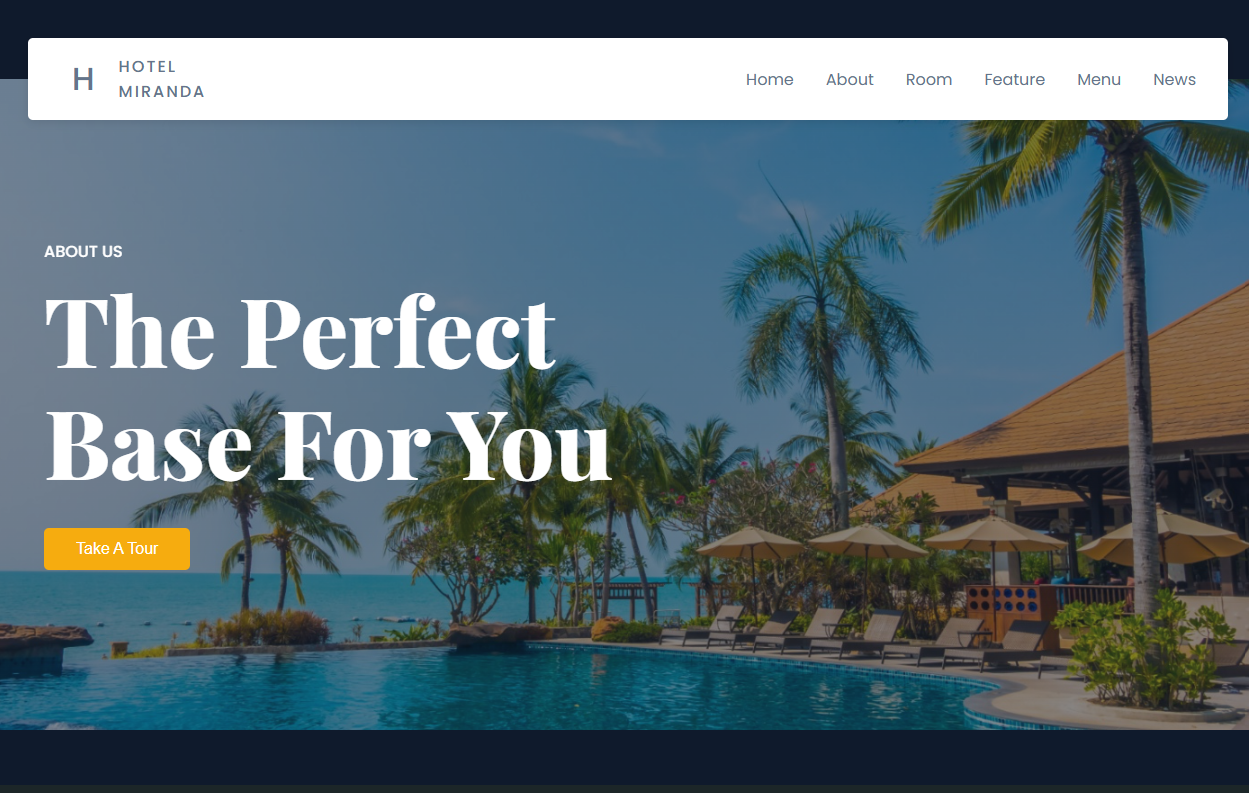 H
HOTEL
MIRANDA
Home About Room Feature Menu News
ABOUT US
The Perfect
Base For You
Take A Tour